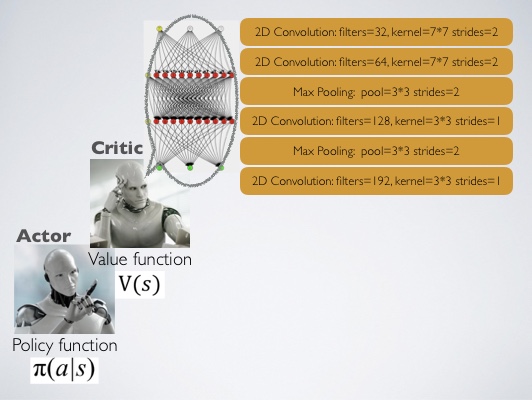 2D Convolution: filters=32, kernel=7*7 strides=2
2D Convolution: filters=64, kernel=7*7 strides=2
Max Pooling: pool=3*3 strides=2
2D Convolution: filters=128, kernel=3*3 strides=1
Max Pooling: pool=3*3 strides=2
2D Convolution: filters=192, kernel=3*3 strides=1
Critic
Value function
V(s)
Actor
Policy function
π(a|s)